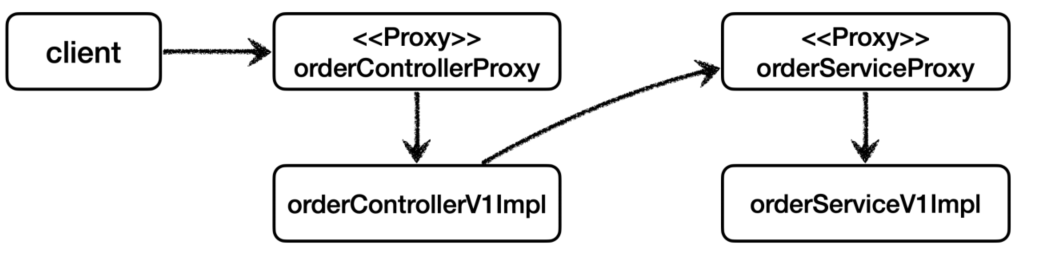 client
<<Proxy>>
orderControllerProxy
<<Proxy>>
orderServiceProxy
orderControllerV1Impl
orderServiceV1Impl